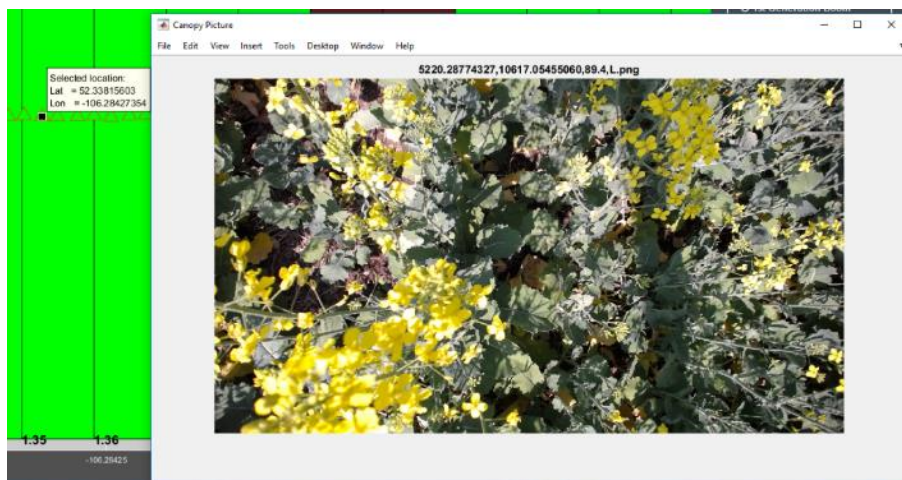 Canopy Picture
File Edit View Insert Tools Desktop Window Help
5220.28774327,10617.05455060,89.4,L.png
Selected location:
Lat = 52.33815603
Lon = -106.28427354
1.35 1.36
-106.28425